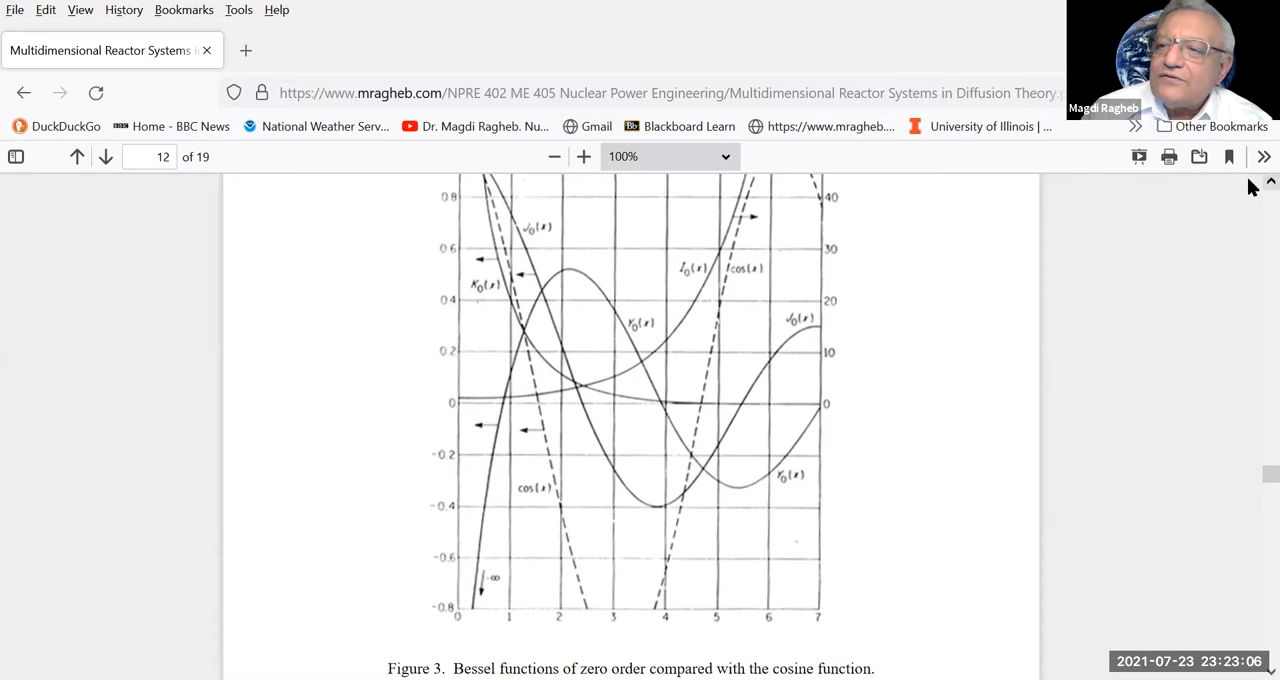 File Edit View History Bookmarks Tools Help
Multidimensional Reactor Systems
https://www.mragheb.com/NPRE 402 ME 405 Nuclear Power Engineering/Multidimensional Reactor Systems in Diffusion Theory.p
Magdi Ragheb
DuckDuckGo BBC Home - BBC News National Weather Serv... Dr. Magdi Ragheb. Nu... Gmail Bb Blackboard Learn https://www.mragheb.... University of Illinois | ... Other Bookmarks
12 of 19 100%
0.8 40
J₀(x)
0.6 30
I₀(x) cos(x)
K₀(x)
0.4 20
J₀(x)
Y₀(x)
0.2 10
0 0
-0.2
Y₀(x)
cos(x)
-0.4
-0.6
-∞
-0.8
0 1 2 3 4 5 6 7
Figure 3. Bessel functions of zero order compared with the cosine function.
2021-07-23 23:23:06